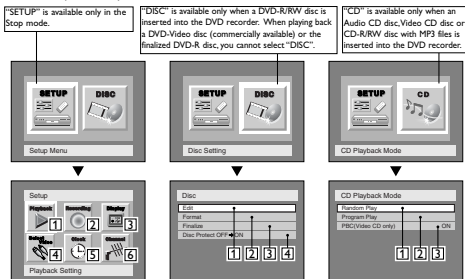 "SETUP" is available only in the
Stop mode.
"DISC" is available only when a DVD-R/RW disc is
inserted into the DVD recorder. When playing back
a DVD-Video disc (commercially available) or the
finalized DVD-R disc, you cannot select "DISC".
"CD" is available only when an
Audio CD disc, Video CD disc or
CD-R/RW disc with MP3 files is
inserted into the DVD recorder.
SETUP DISC
Setup Menu
SETUP DISC
Disc Setting
SETUP CD
CD Playback Mode
Setup
Playback Recording Display
1 2 3
Select Video Clock Channel
4 5 6
Playback Setting
Disc
Edit
Format
Finalize
Disc Protect OFF➔ON
1 2 3 4
CD Playback Mode
Random Play
Program Play
PBC(Video CD only) ON
1 2 3